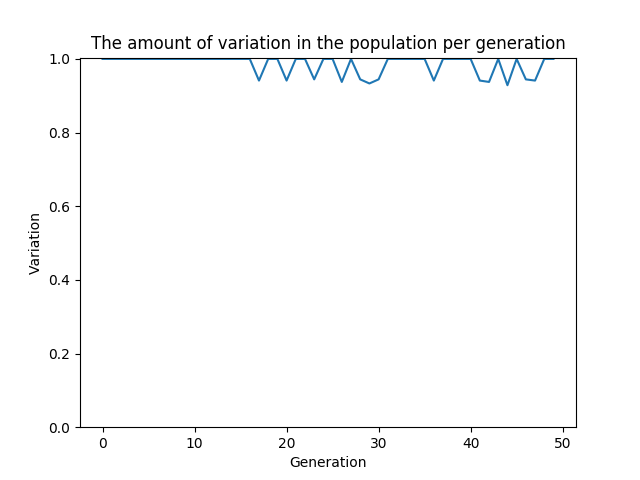 The amount of variation in the population per generation
1.0
0.8
0.6
0.4
0.2
0.0
Variation
0 10 20 30 40 50
Generation